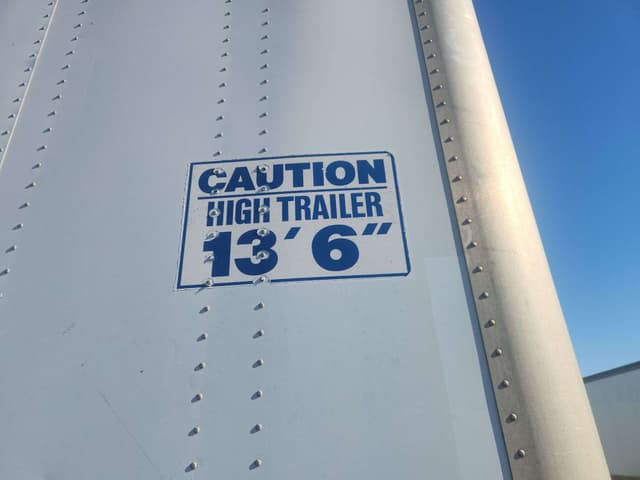 CAUTION
HIGH TRAILER
13' 6"